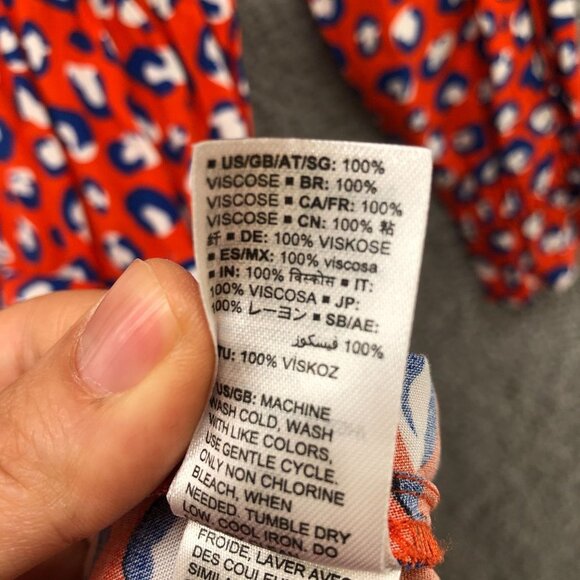 ▪ US/GB/AT/SG: 100%
VISCOSE ▪ BR: 100%
VISCOSE ▪ CA/FR: 100%
VISCOSE ▪ CN: 100% 粘
纤 ▪ DE: 100% VISKOSE
▪ ES/MX: 100% viscosa
▪ IN: 100% बिस्कोस ▪ IT:
100% VISCOSA ▪ JP:
100% レーヨン ▪ SB/AE:
100% فيسكوز
TU: 100% VİSKOZ
US/GB: MACHINE
WASH COLD, WASH
WITH LIKE COLORS,
USE GENTLE CYCLE,
ONLY NON CHLORINE
BLEACH, WHEN
NEEDED. TUMBLE DRY
LOW. COOL IRON. DO
FROIDE, LAVER AVEC
DES COULEU
SIMILA